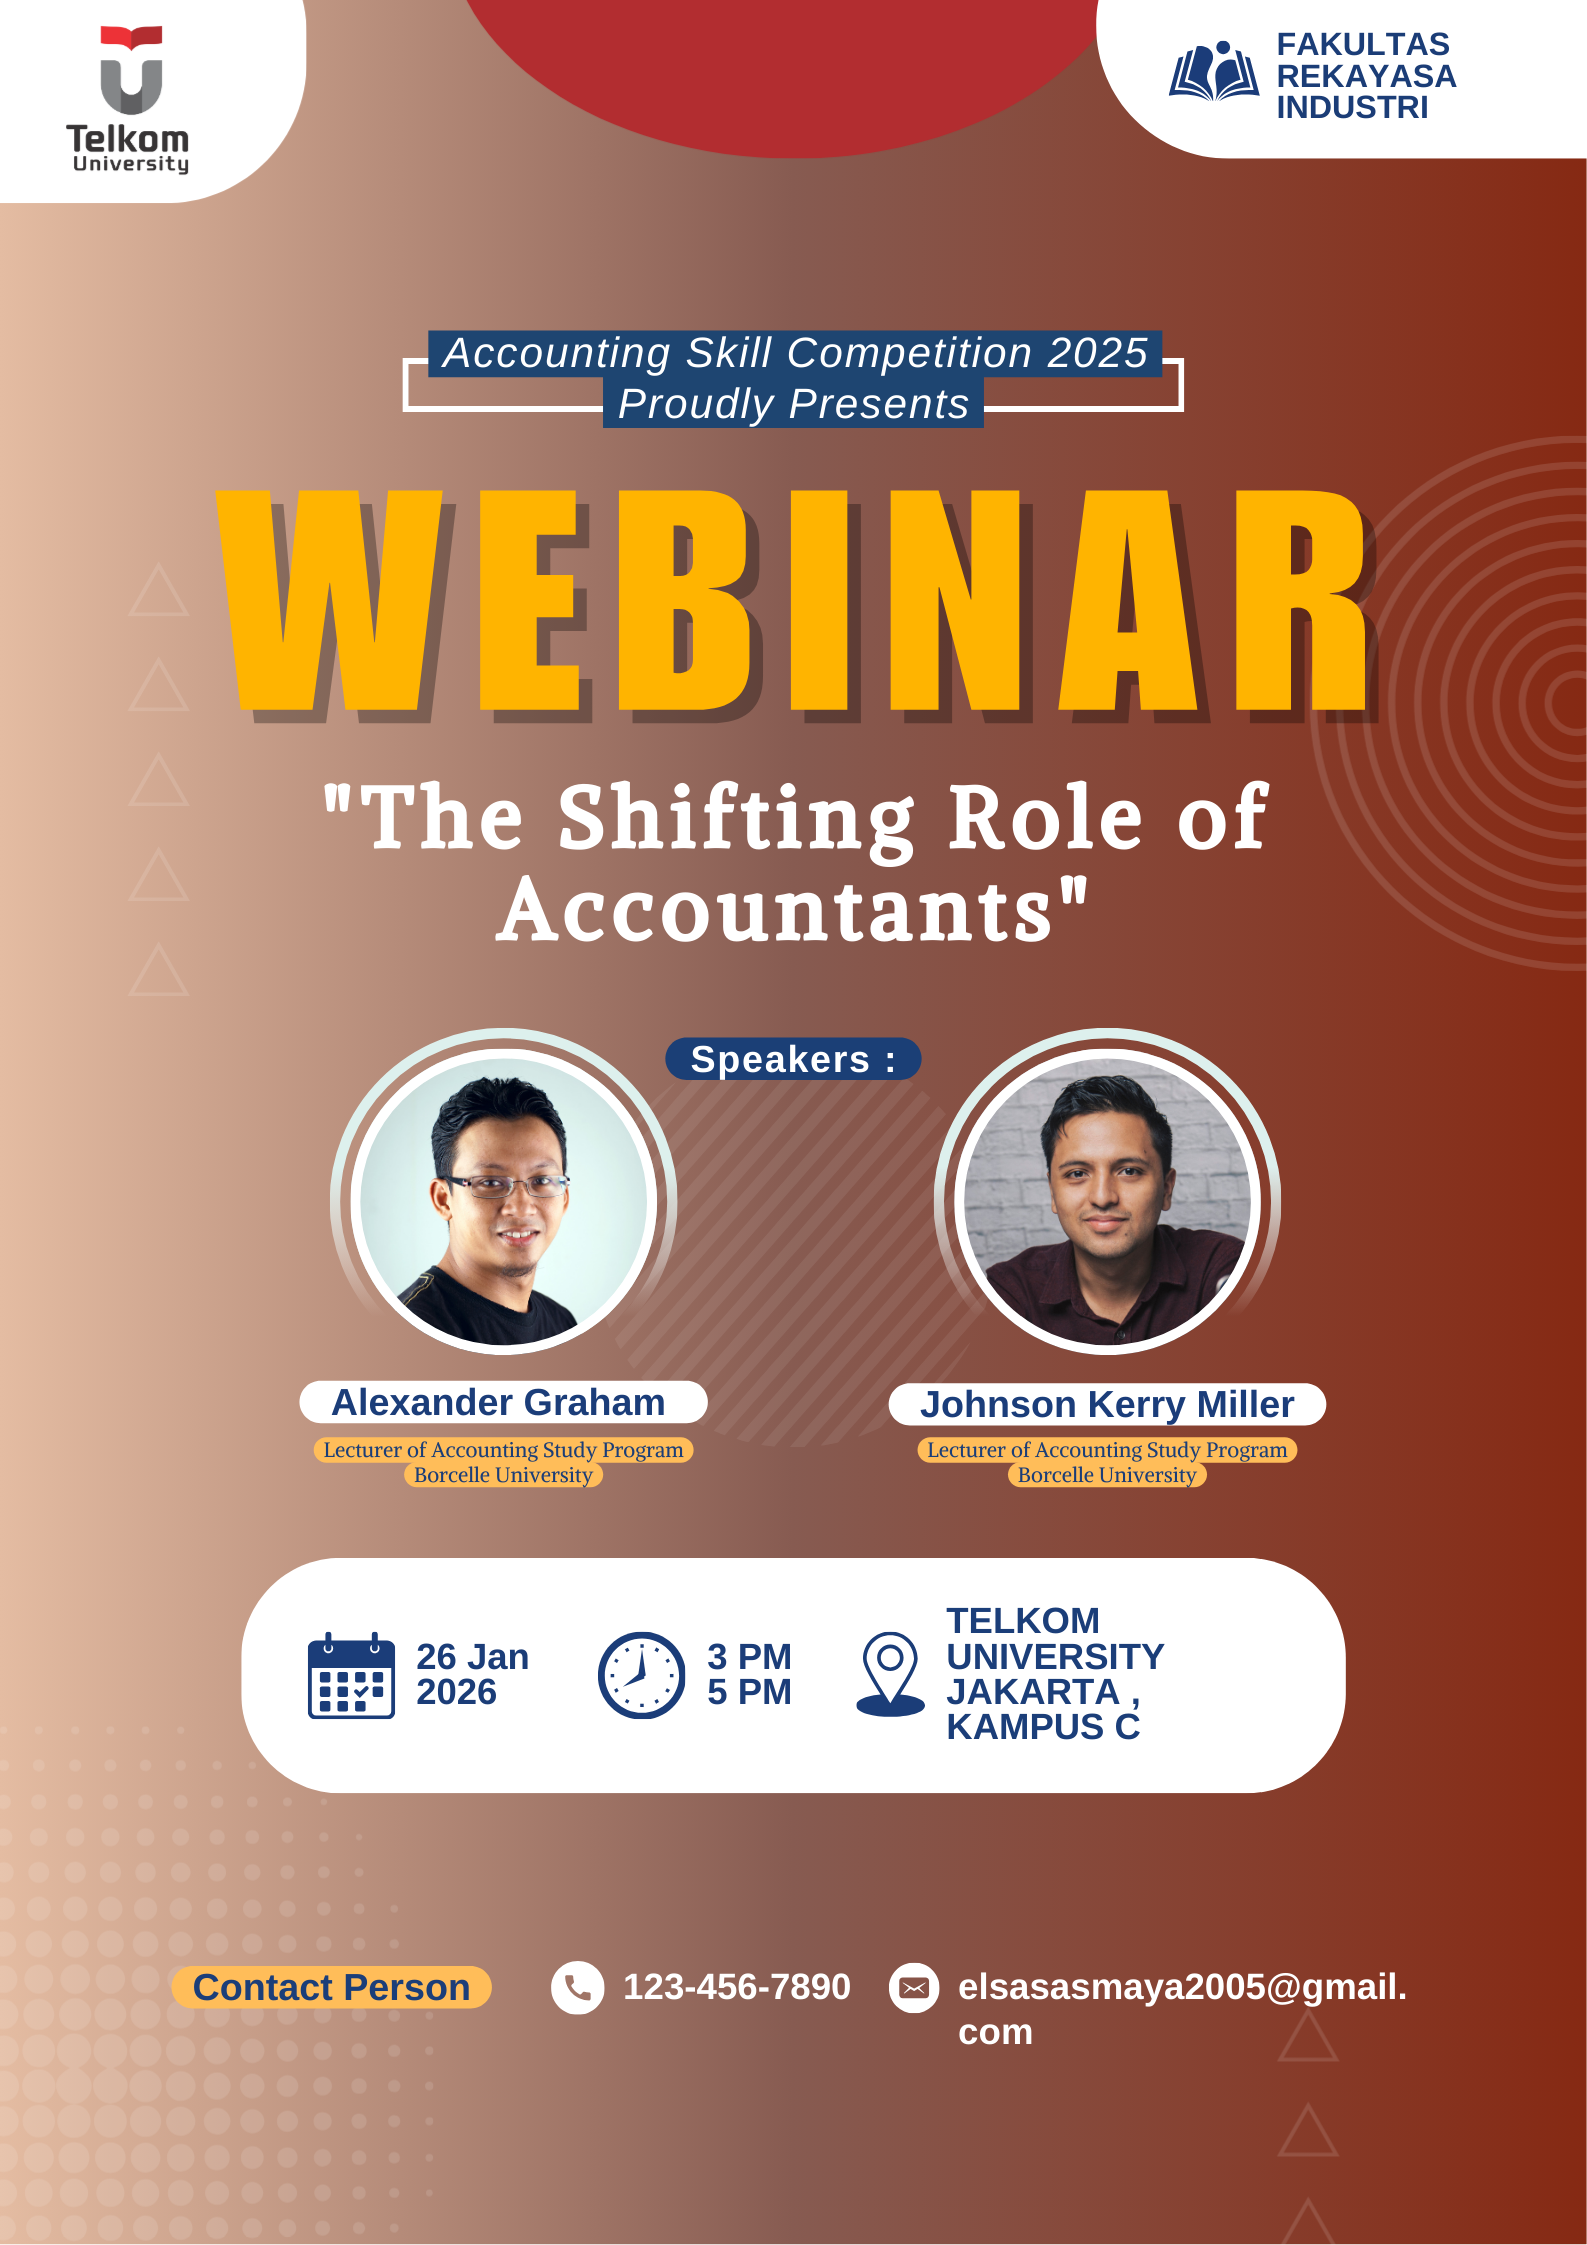 Telkom
University
FAKULTAS
REKAYASA
INDUSTRI
Accounting Skill Competition 2025
Proudly Presents
WEBINAR
"The Shifting Role of
Accountants"
Speakers :
Alexander Graham
Lecturer of Accounting Study Program
Borcelle University
Johnson Kerry Miller
Lecturer of Accounting Study Program
Borcelle University
26 Jan
2026
3 PM
5 PM
TELKOM
UNIVERSITY
JAKARTA ,
KAMPUS C
Contact Person
123-456-7890
elsasasmaya2005@gmail.
com